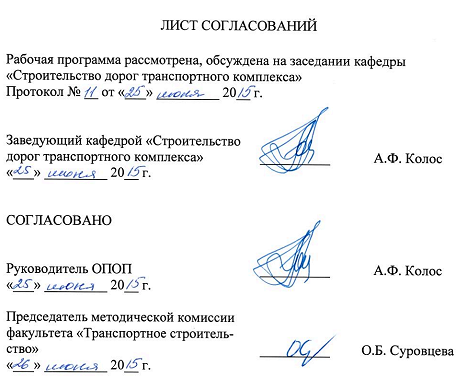 ЛИСТ СОГЛАСОВАНИЙ
Рабочая программа рассмотрена, обсуждена на заседании кафедры
«Строительство дорог транспортного комплекса»
Протокол № 11 от «25» июня 2015 г.
Заведующий кафедрой «Строительство
дорог транспортного комплекса» А.Ф. Колос
«25» июня 2015 г.
СОГЛАСОВАНО
Руководитель ОПОП А.Ф. Колос
«25» июня 2015 г.
Председатель методической комиссии
факультета «Транспортное строитель-
ство» О.Б. Суровцева
«26» июня 2015 г.